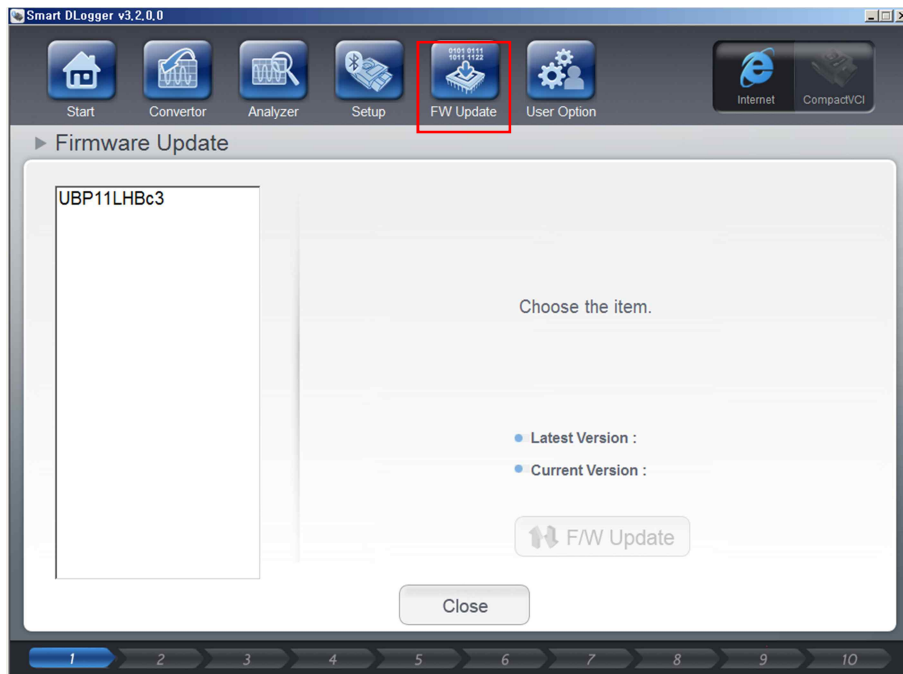 Smart DLogger v3,2,0,0
0101 0111
1011 1122
Start
Convertor
Analyzer
Setup
FW Update
User Option
Internet
CompactVCI
Firmware Update
UBP11LHBc3
Choose the item.
Latest Version :
Current Version :
F/W Update
Close
1 2 3 4 5 6 7 8 9 10